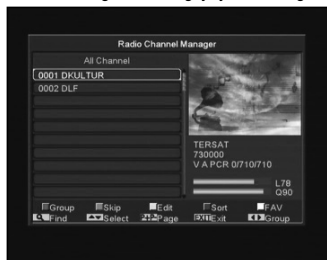 Radio Channel Manager
All Channel
0001 DKULTUR
0002 DLF
TERSAT
730000
V A PCR 0/710/710
L78
Q90
Group Skip Edit Sort FAV
Find Select Page EXIT Exit Group